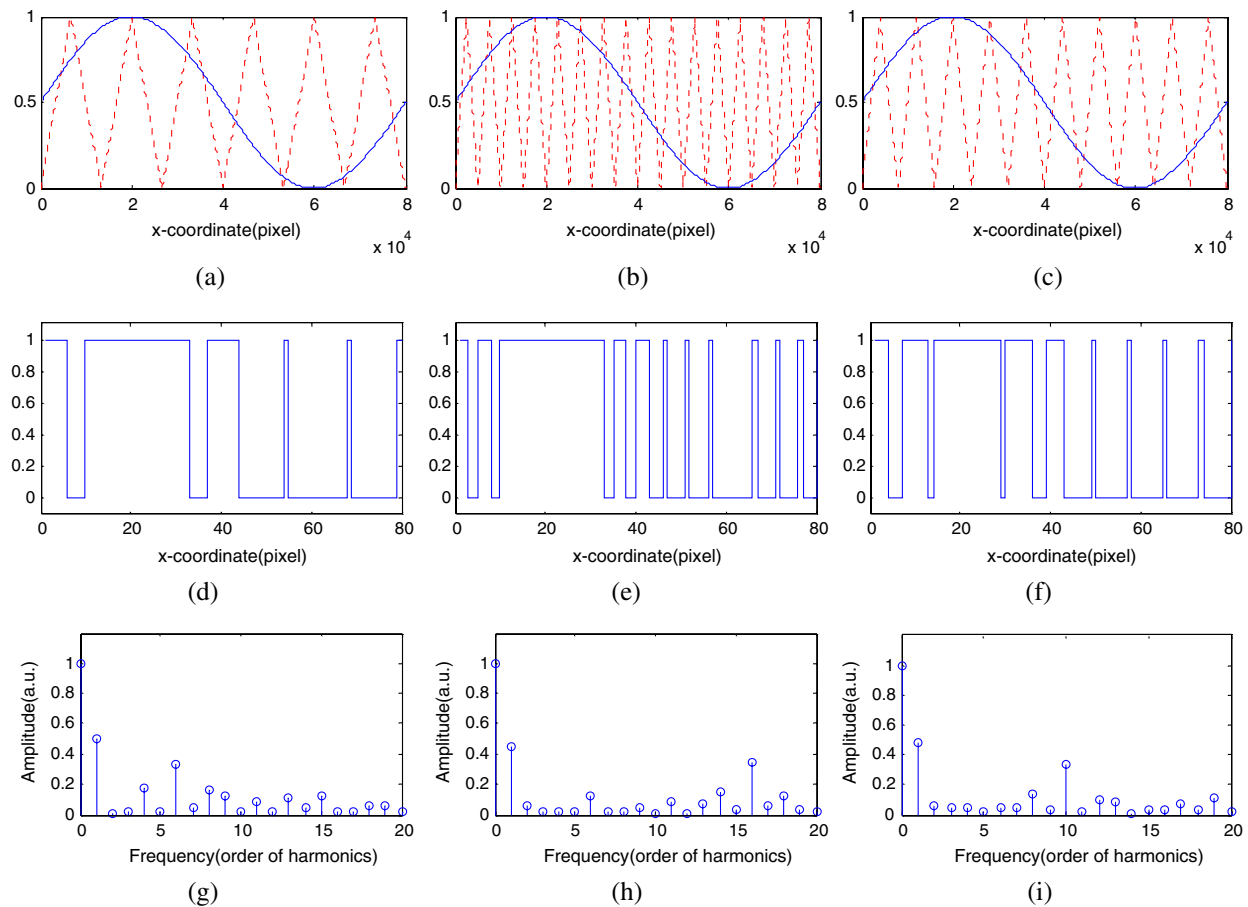 1
0.5
0
0 2 4 6 8
x-coordinate(pixel)
x 10^4
(a)
1
0.5
0
0 2 4 6 8
x-coordinate(pixel)
x 10^4
(b)
1
0.5
0
0 2 4 6 8
x-coordinate(pixel)
x 10^4
(c)
1
0.8
0.6
0.4
0.2
0
0 20 40 60 80
x-coordinate(pixel)
(d)
1
0.8
0.6
0.4
0.2
0
0 20 40 60 80
x-coordinate(pixel)
(e)
1
0.8
0.6
0.4
0.2
0
0 20 40 60 80
x-coordinate(pixel)
(f)
Amplitude(a.u.)
1
0.8
0.6
0.4
0.2
0
0 5 10 15 20
Frequency(order of harmonics)
(g)
Amplitude(a.u.)
1
0.8
0.6
0.4
0.2
0
0 5 10 15 20
Frequency(order of harmonics)
(h)
Amplitude(a.u.)
1
0.8
0.6
0.4
0.2
0
0 5 10 15 20
Frequency(order of harmonics)
(i)